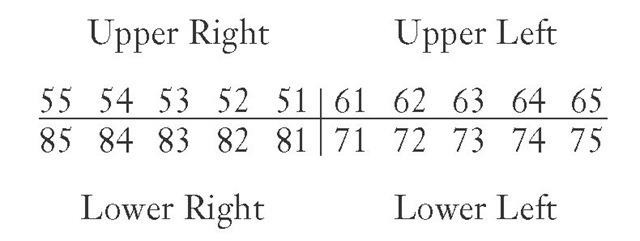 Upper Right Upper Left
55 54 53 52 51 61 62 63 64 65
85 84 83 82 81 71 72 73 74 75
Lower Right Lower Left